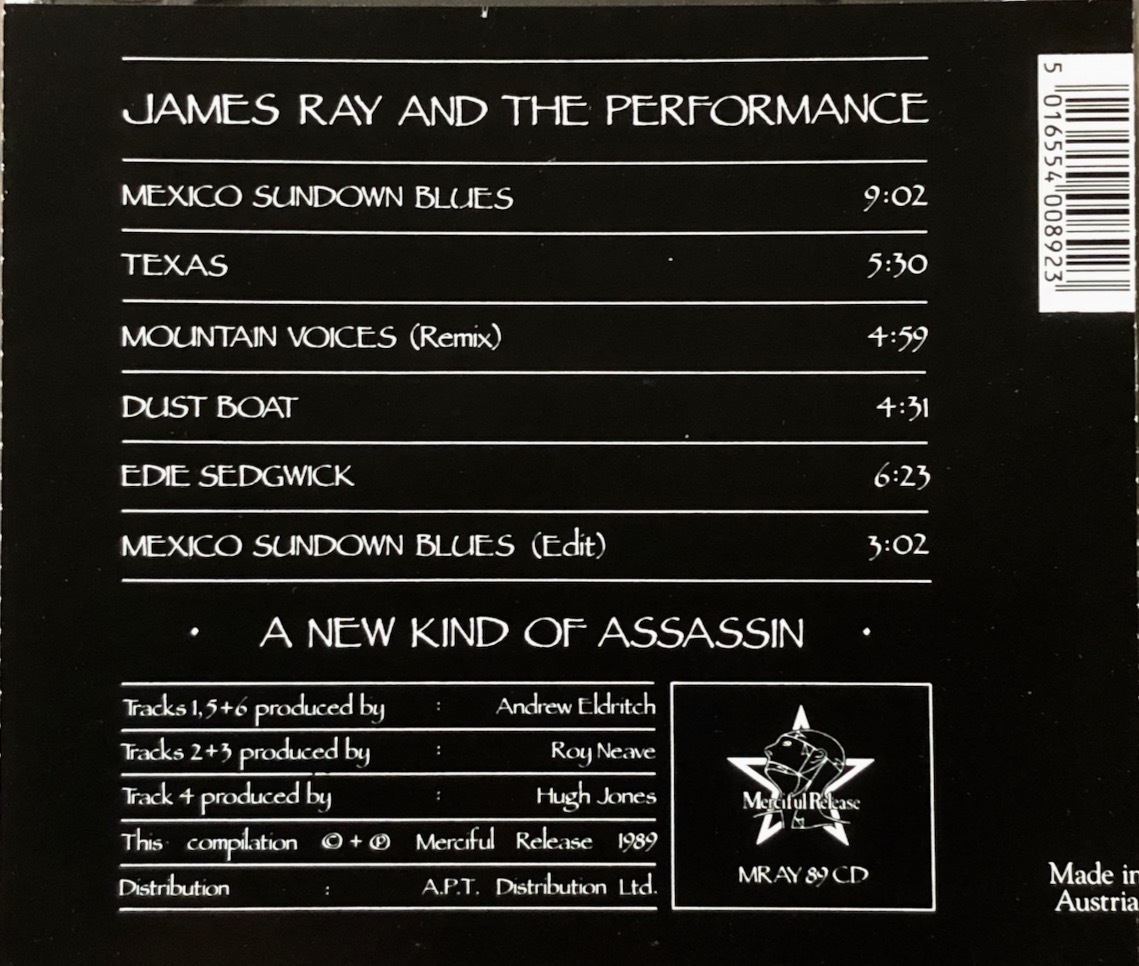 JAMES RAY AND THE PERFORMANCE
MEXICO SUNDOWN BLUES 9:02
TEXAS 5:30
MOUNTAIN VOICES (Remix) 4:59
DUST BOAT 4:31
EDIE SEDGWICK 6:23
MEXICO SUNDOWN BLUES (Edit) 3:02
• A NEW KIND OF ASSASSIN •
Tracks 1,5+6 produced by : Andrew Eldritch
Tracks 2+3 produced by : Roy Neave
Track 4 produced by : Hugh Jones
This compilation © + ℗ Merciful Release 1989
Distribution : A.P.T. Distribution Ltd.
Merciful Release
MRAY 89 CD
5 016554 008923
Made in
Austria